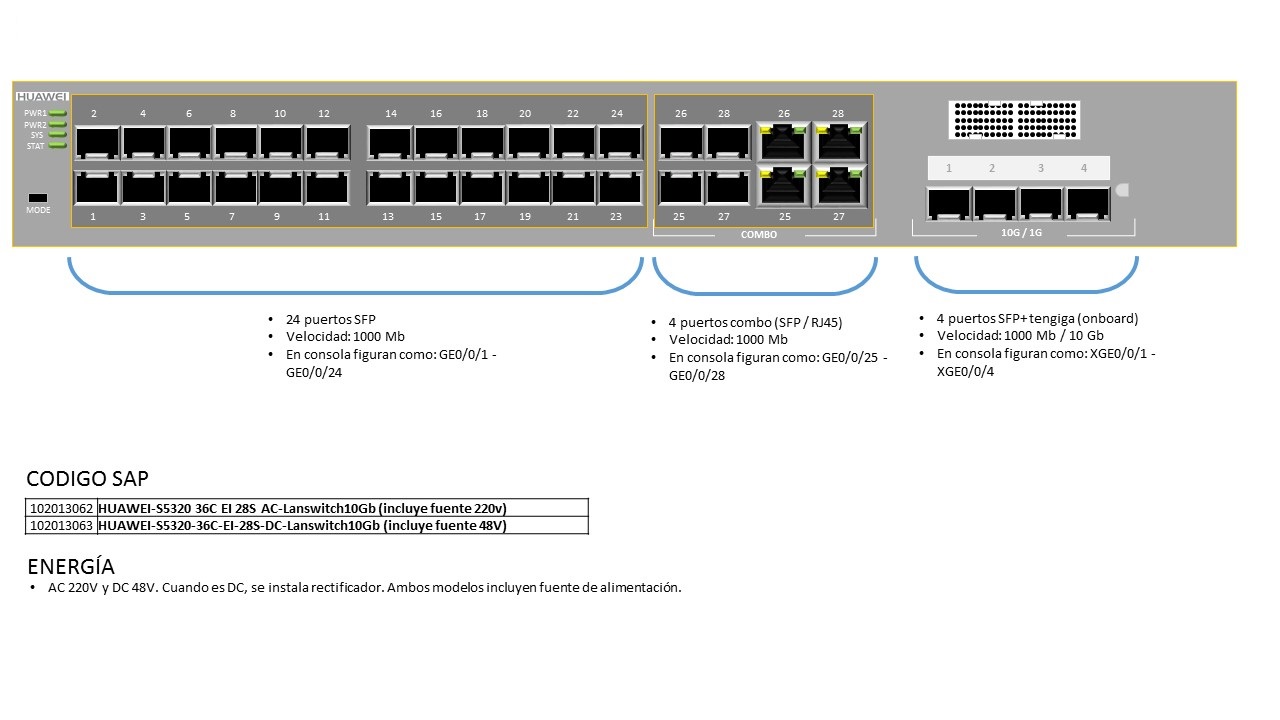 HUAWEI
PWR1
PWR2
SYS
STAT
MODE
2 4 6 8 10 12 14 16 18 20 22 24
1 3 5 7 9 11 13 15 17 19 21 23
26 28 26 28
25 27 25 27
COMBO
1 2 3 4
10G / 1G
• 24 puertos SFP
• Velocidad: 1000 Mb
• En consola figuran como: GE0/0/1 -
GE0/0/24
• 4 puertos combo (SFP / RJ45)
• Velocidad: 1000 Mb
• En consola figuran como: GE0/0/25 -
GE0/0/28
• 4 puertos SFP+ tengiga (onboard)
• Velocidad: 1000 Mb / 10 Gb
• En consola figuran como: XGE0/0/1 -
XGE0/0/4
CODIGO SAP
102013062 HUAWEI-S5320 36C EI 28S AC-Lanswitch10Gb (incluye fuente 220v)
102013063 HUAWEI-S5320-36C-EI-28S-DC-Lanswitch10Gb (incluye fuente 48V)
ENERGÍA
• AC 220V y DC 48V. Cuando es DC, se instala rectificador. Ambos modelos incluyen fuente de alimentación.